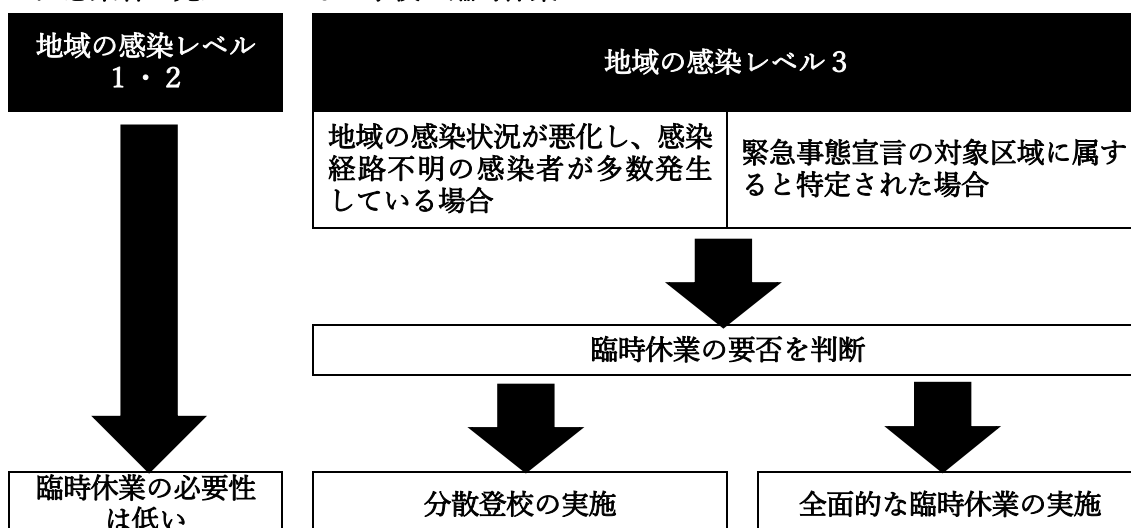 地域の感染レベル
１・２
地域の感染レベル３
地域の感染状況が悪化し、感染
経路不明の感染者が多数発生
している場合
緊急事態宣言の対象区域に属す
ると特定された場合
臨時休業の要否を判断
臨時休業の必要性
は低い
分散登校の実施
全面的な臨時休業の実施